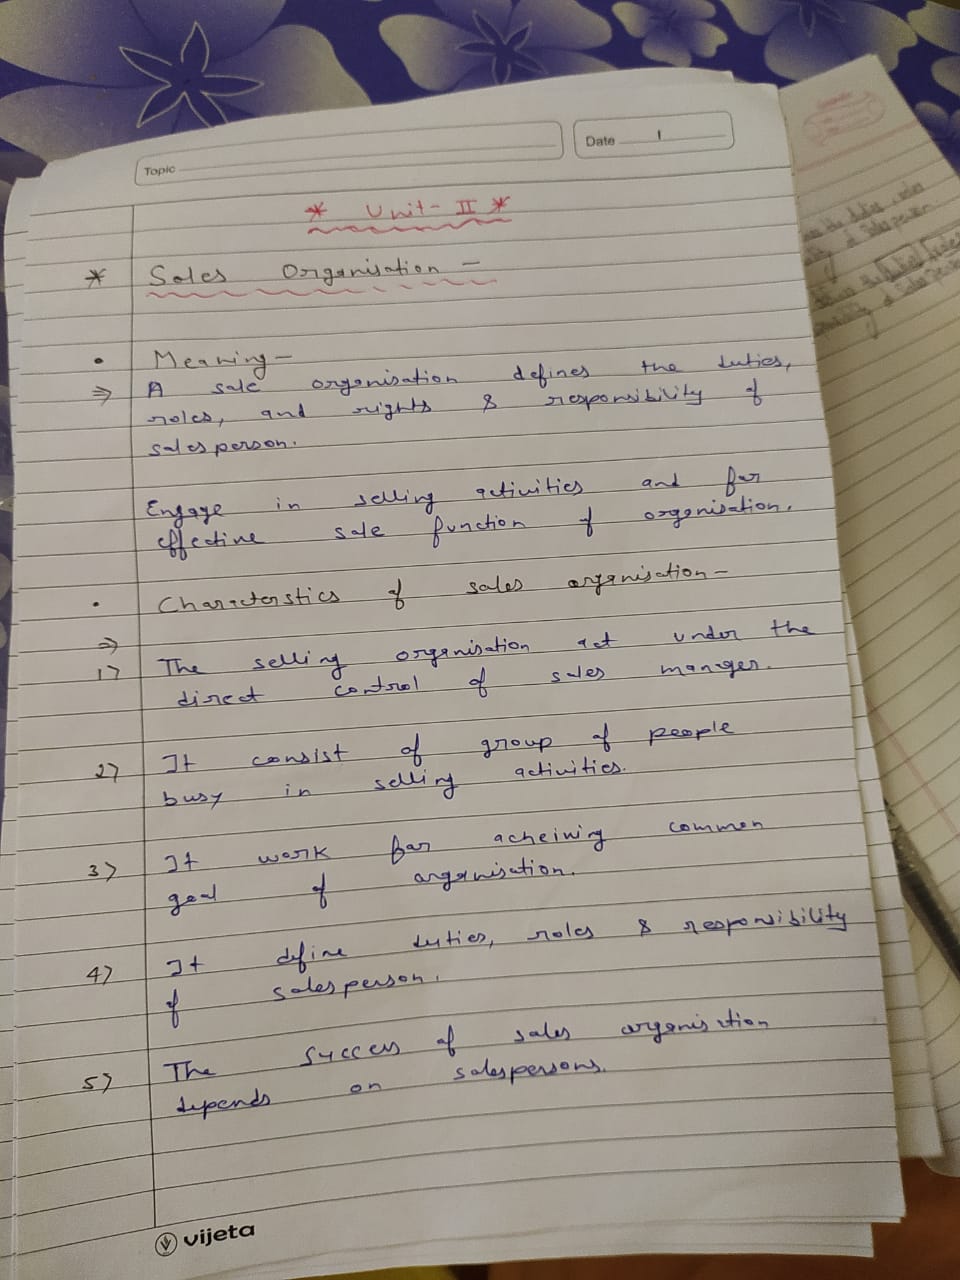 Topic
Date
* Unit - II *
* Sales Organisation -
• Meaning -
⇒ A sale organisation defines the duties,
roles, and rights & responsibility of
salesperson.
Engage in selling activities and for
effective sale function of organisation.
• Characterstics of sales organisation -
⇒
1) The selling organisation act under the
direct control of sales manager.
2) It consist of group of people
busy in selling activities.
3) It work for acheiving common
goal of organisation.
4) It define duties, roles & responsibility
of salesperson.
5) The success of sales organisation
depends on salespersons.
vijeta